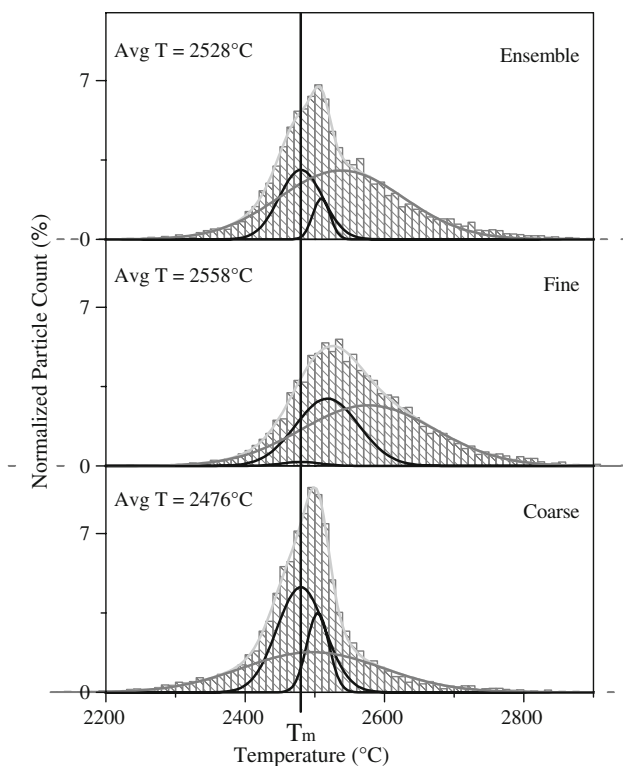 Avg T = 2528°C
Ensemble
7
0
Avg T = 2558°C
Fine
7
0
Avg T = 2476°C
Coarse
7
0
Normalized Particle Count (%)
2200 2400 2600 2800
Tm
Temperature (°C)